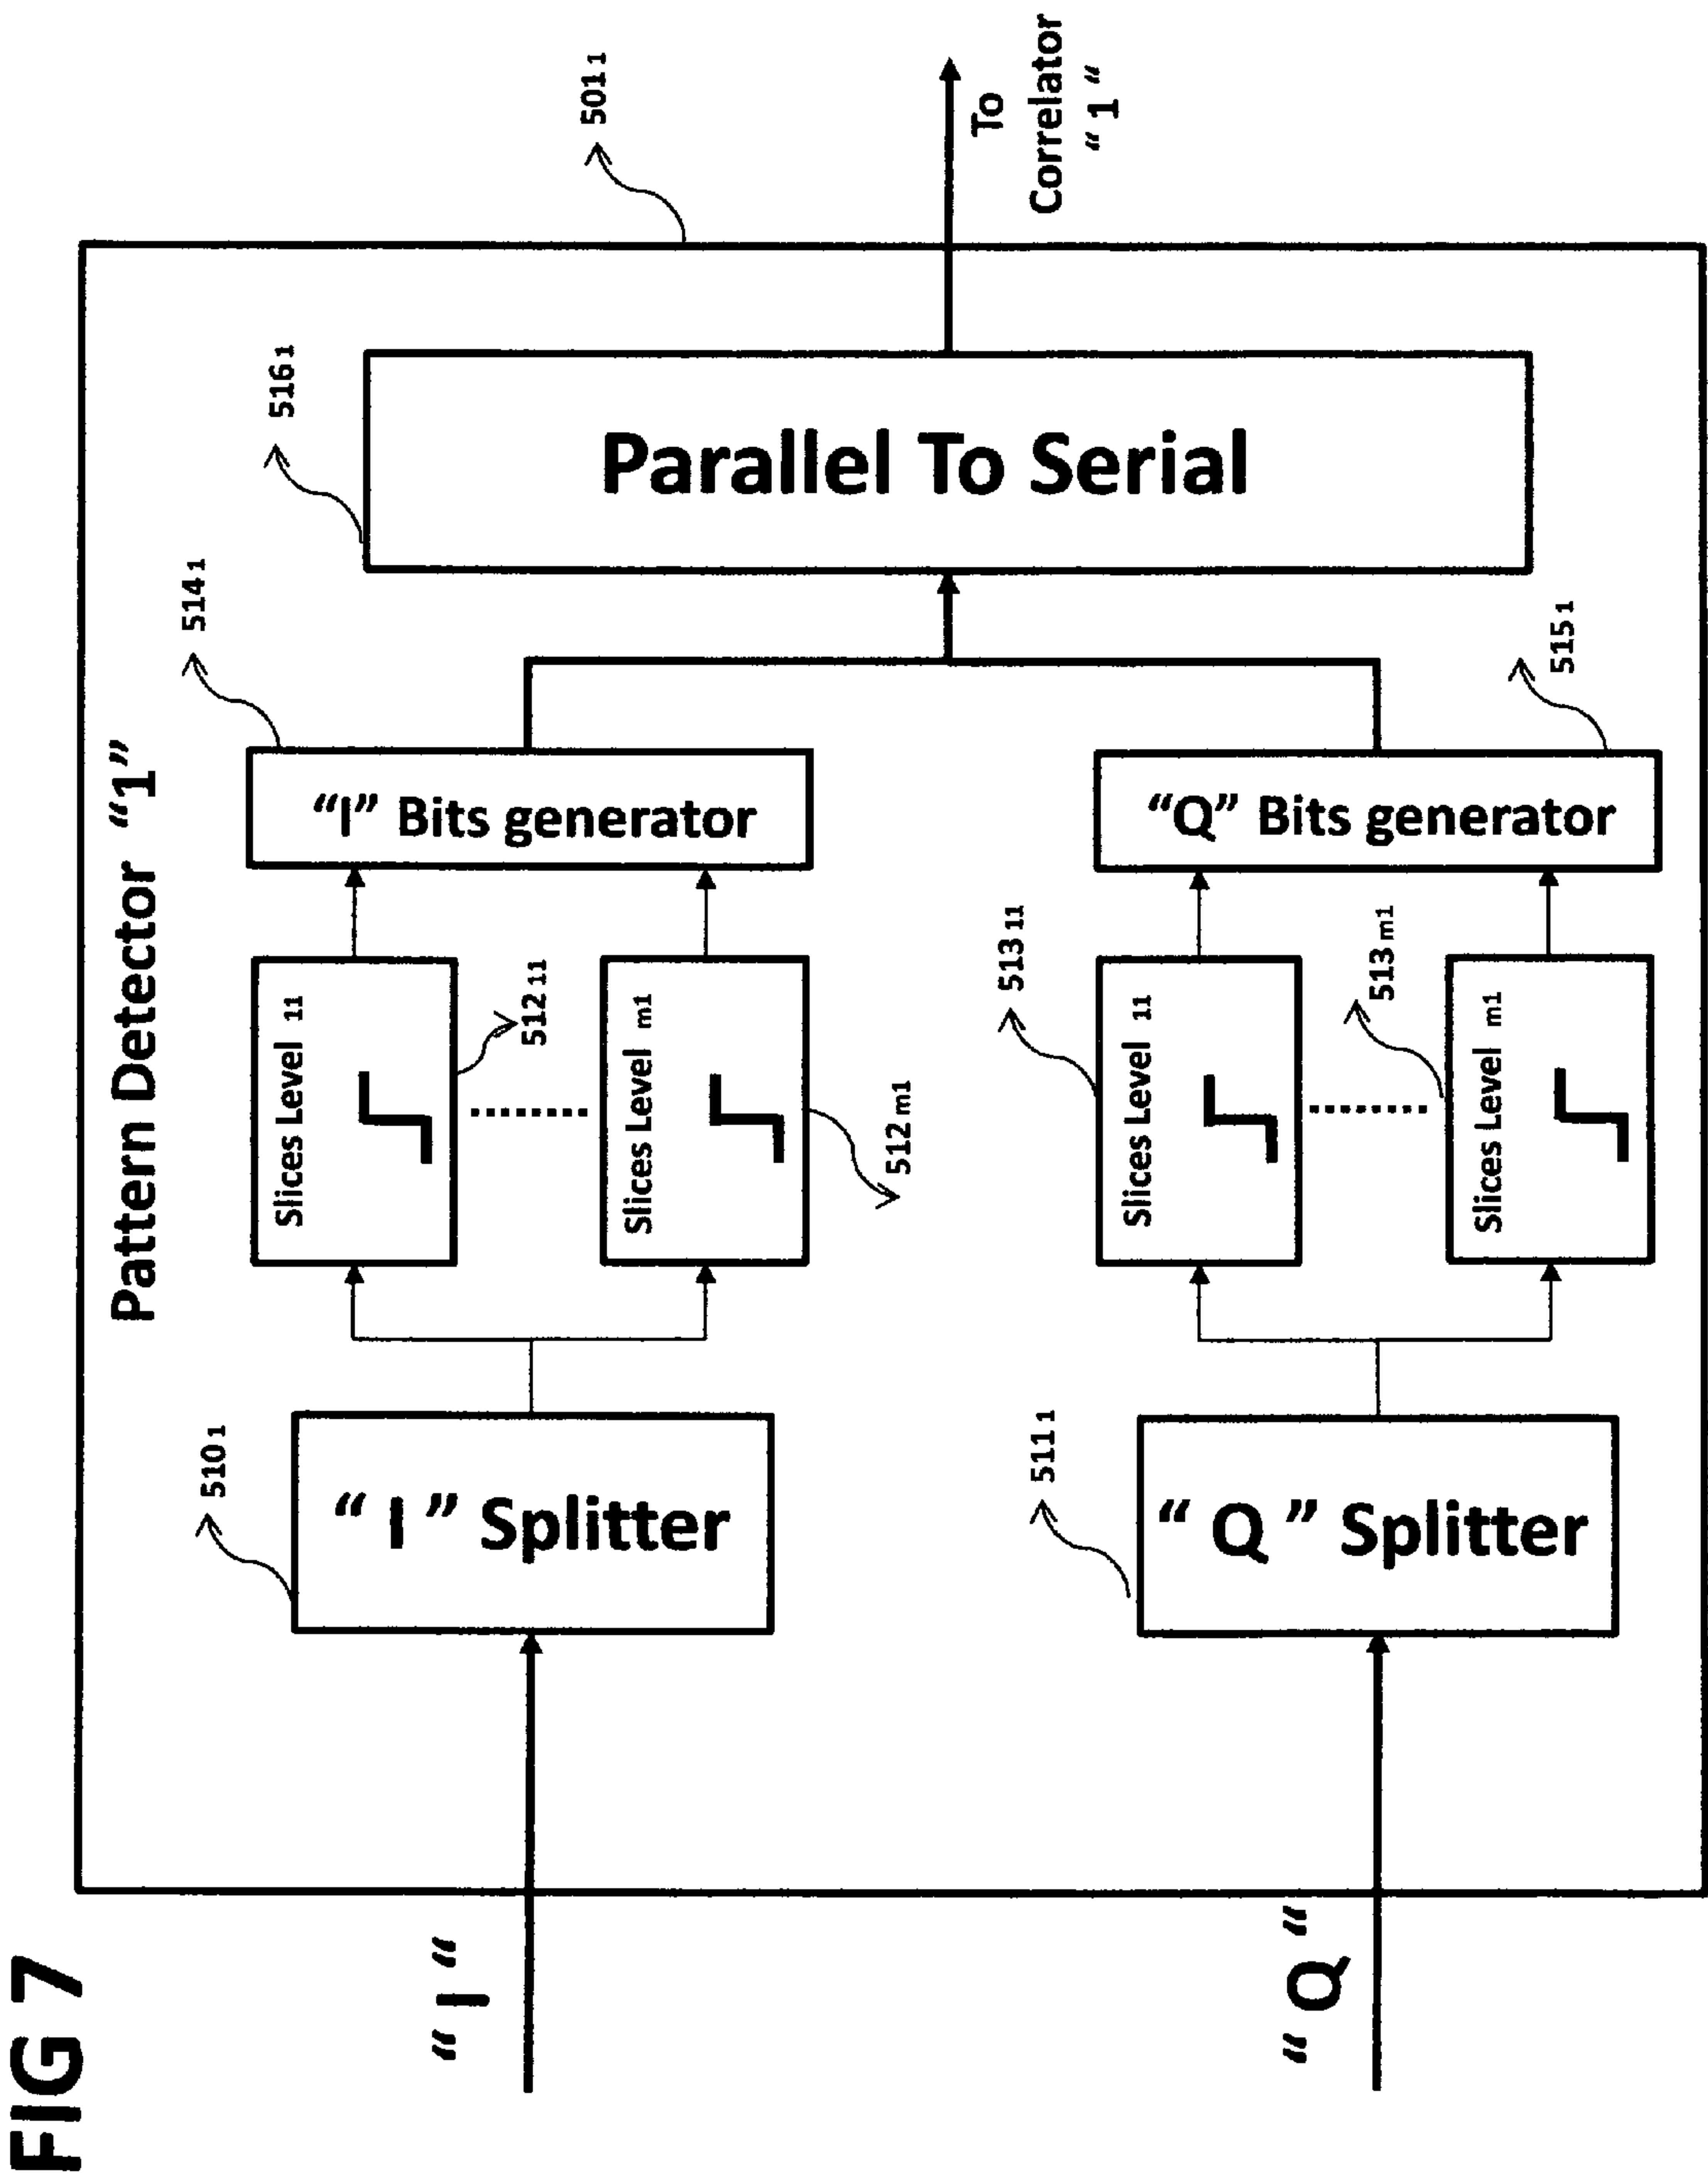 FIG 7
Pattern Detector “1”
501 1
“ I “
510 1
“ I ” Splitter
Slices Level 11
512 11
Slices Level m1
512 m1
514 1
“I” Bits generator
516 1
Parallel To Serial
To
Correlator
“ 1 “
“ Q “
511 1
“ Q ” Splitter
513 11
Slices Level 11
513 m1
Slices Level m1
“Q” Bits generator
515 1